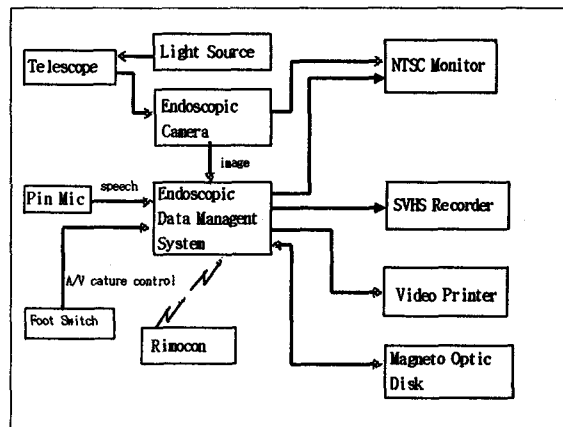 Light Source
Telescope
NTSC Monitor
Endoscopic
Camera
image
speech
Pin Mic
Endoscopic
Data Managent
System
SVHS Recorder
A/V cature control
Foot Switch
Rimocon
Video Printer
Magneto Optic
Disk